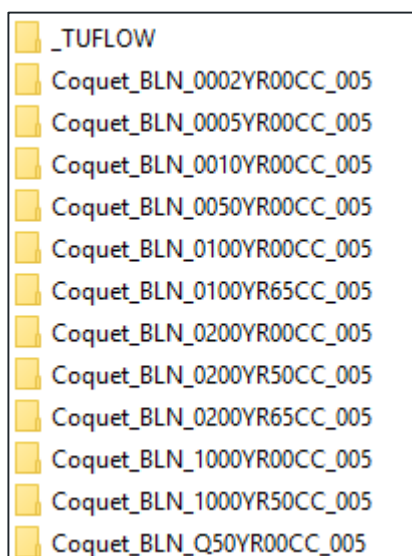 _TUFLOW
Coquet_BLN_0002YR00CC_005
Coquet_BLN_0005YR00CC_005
Coquet_BLN_0010YR00CC_005
Coquet_BLN_0050YR00CC_005
Coquet_BLN_0100YR00CC_005
Coquet_BLN_0100YR65CC_005
Coquet_BLN_0200YR00CC_005
Coquet_BLN_0200YR50CC_005
Coquet_BLN_0200YR65CC_005
Coquet_BLN_1000YR00CC_005
Coquet_BLN_1000YR50CC_005
Coquet_BLN_Q50YR00CC_005